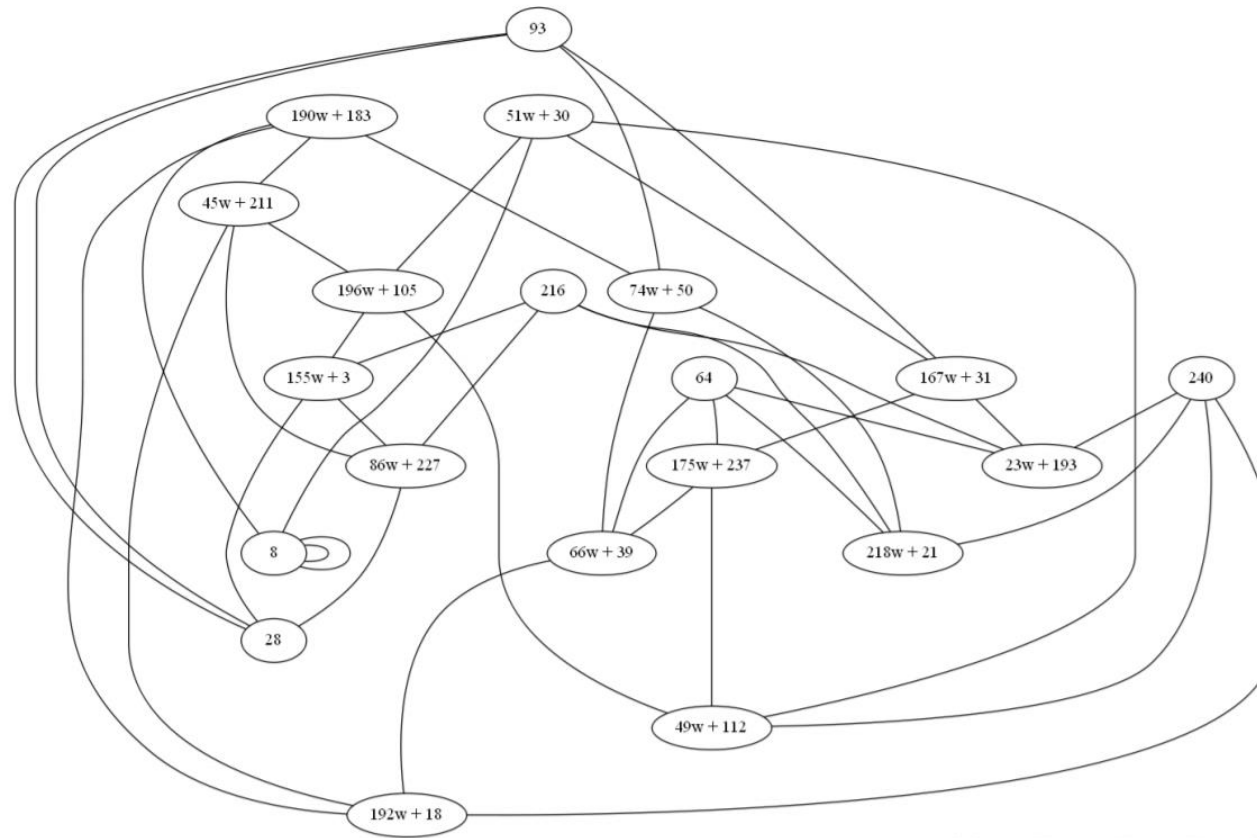 93
190w + 183
51w + 30
45w + 211
196w + 105
216
74w + 50
155w + 3
64
167w + 31
240
86w + 227
175w + 237
23w + 193
8
66w + 39
218w + 21
28
49w + 112
192w + 18